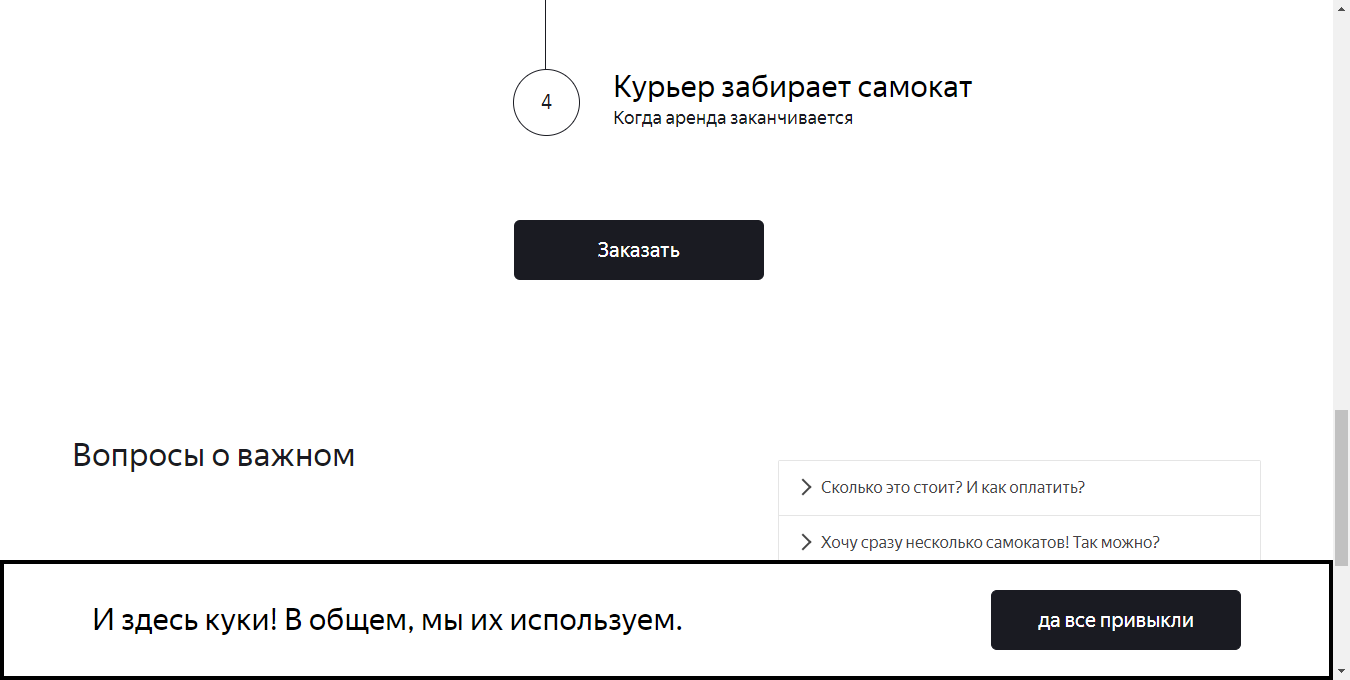 4
Курьер забирает самокат
Когда аренда заканчивается
Заказать
Вопросы о важном
Сколько это стоит? И как оплатить?
Хочу сразу несколько самокатов! Так можно?
И здесь куки! В общем, мы их используем.
да все привыкли